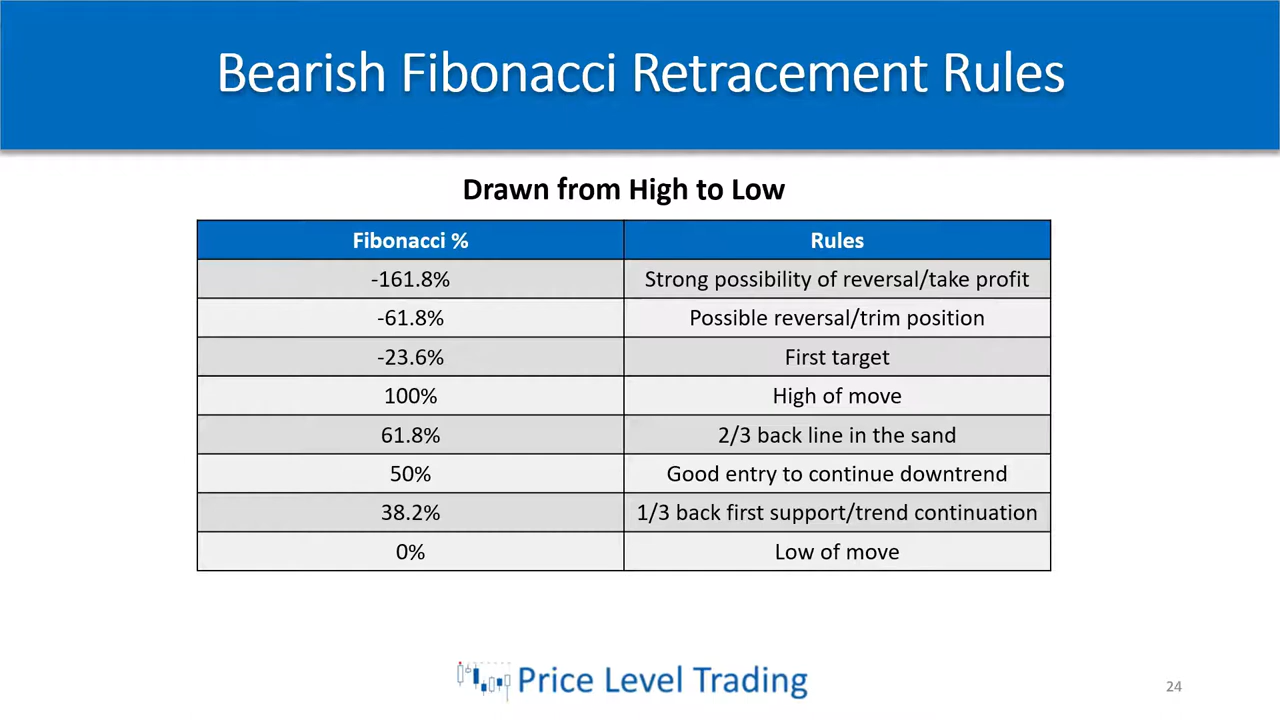 Bearish Fibonacci Retracement Rules
Drawn from High to Low
Fibonacci % Rules
-161.8% Strong possibility of reversal/take profit
-61.8% Possible reversal/trim position
-23.6% First target
100% High of move
61.8% 2/3 back line in the sand
50% Good entry to continue downtrend
38.2% 1/3 back first support/trend continuation
0% Low of move
Price Level Trading
24